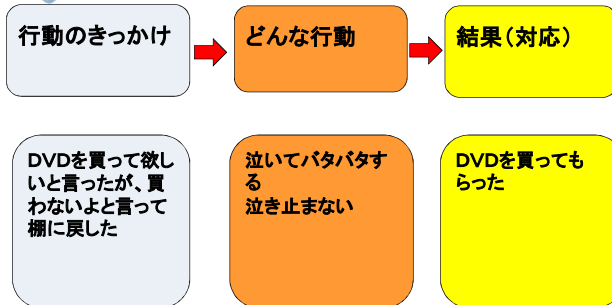 行動のきっかけ
どんな行動
結果(対応)
DVDを買って欲し
いと言ったが、買
わないよと言って
棚に戻した
泣いてバタバタす
る
泣き止まない
DVDを買っても
らった